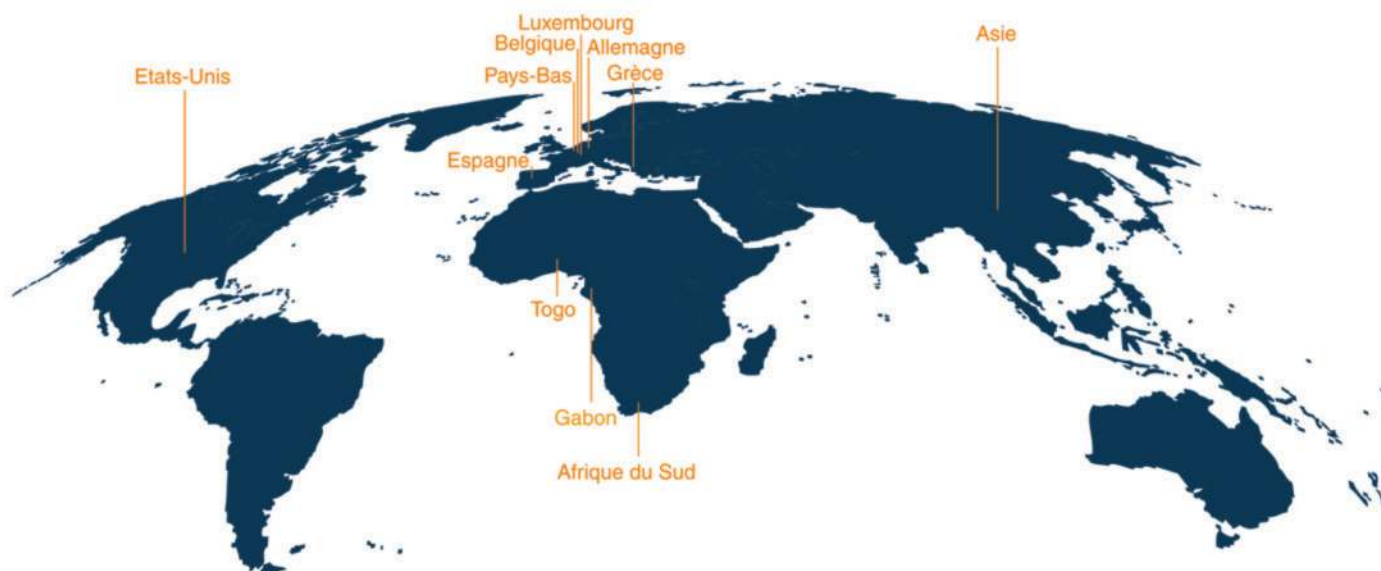 Luxembourg
Belgique
Allemagne
Asie
Etats-Unis
Pays-Bas
Grèce
Espagne
Togo
Gabon
Afrique du Sud